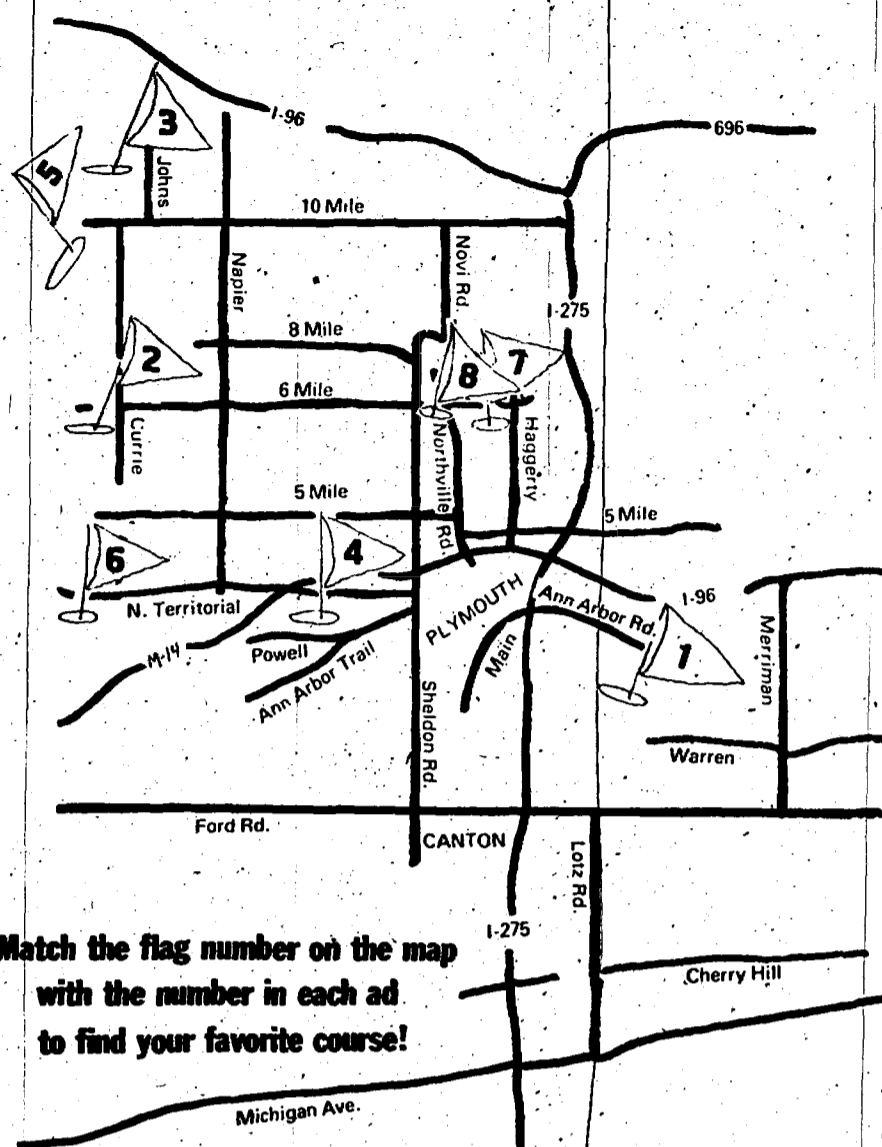 I-96
696
3
5
Johns
10 Mile
Napier
Novi Rd.
I-275
8 Mile
2
8
7
6 Mile
Currie
Northville Rd.
Haggerty
5 Mile
5 Mile
6
4
N. Territorial
PLYMOUTH
Ann Arbor Rd.
I-96
M-14
Powell
Ann Arbor Trail
Main
1
Merriman
Sheldon Rd.
Warren
Ford Rd.
CANTON
Lotz Rd.
I-275
Match the flag number on the map
with the number in each ad
to find your favorite course!
Cherry Hill
Michigan Ave.